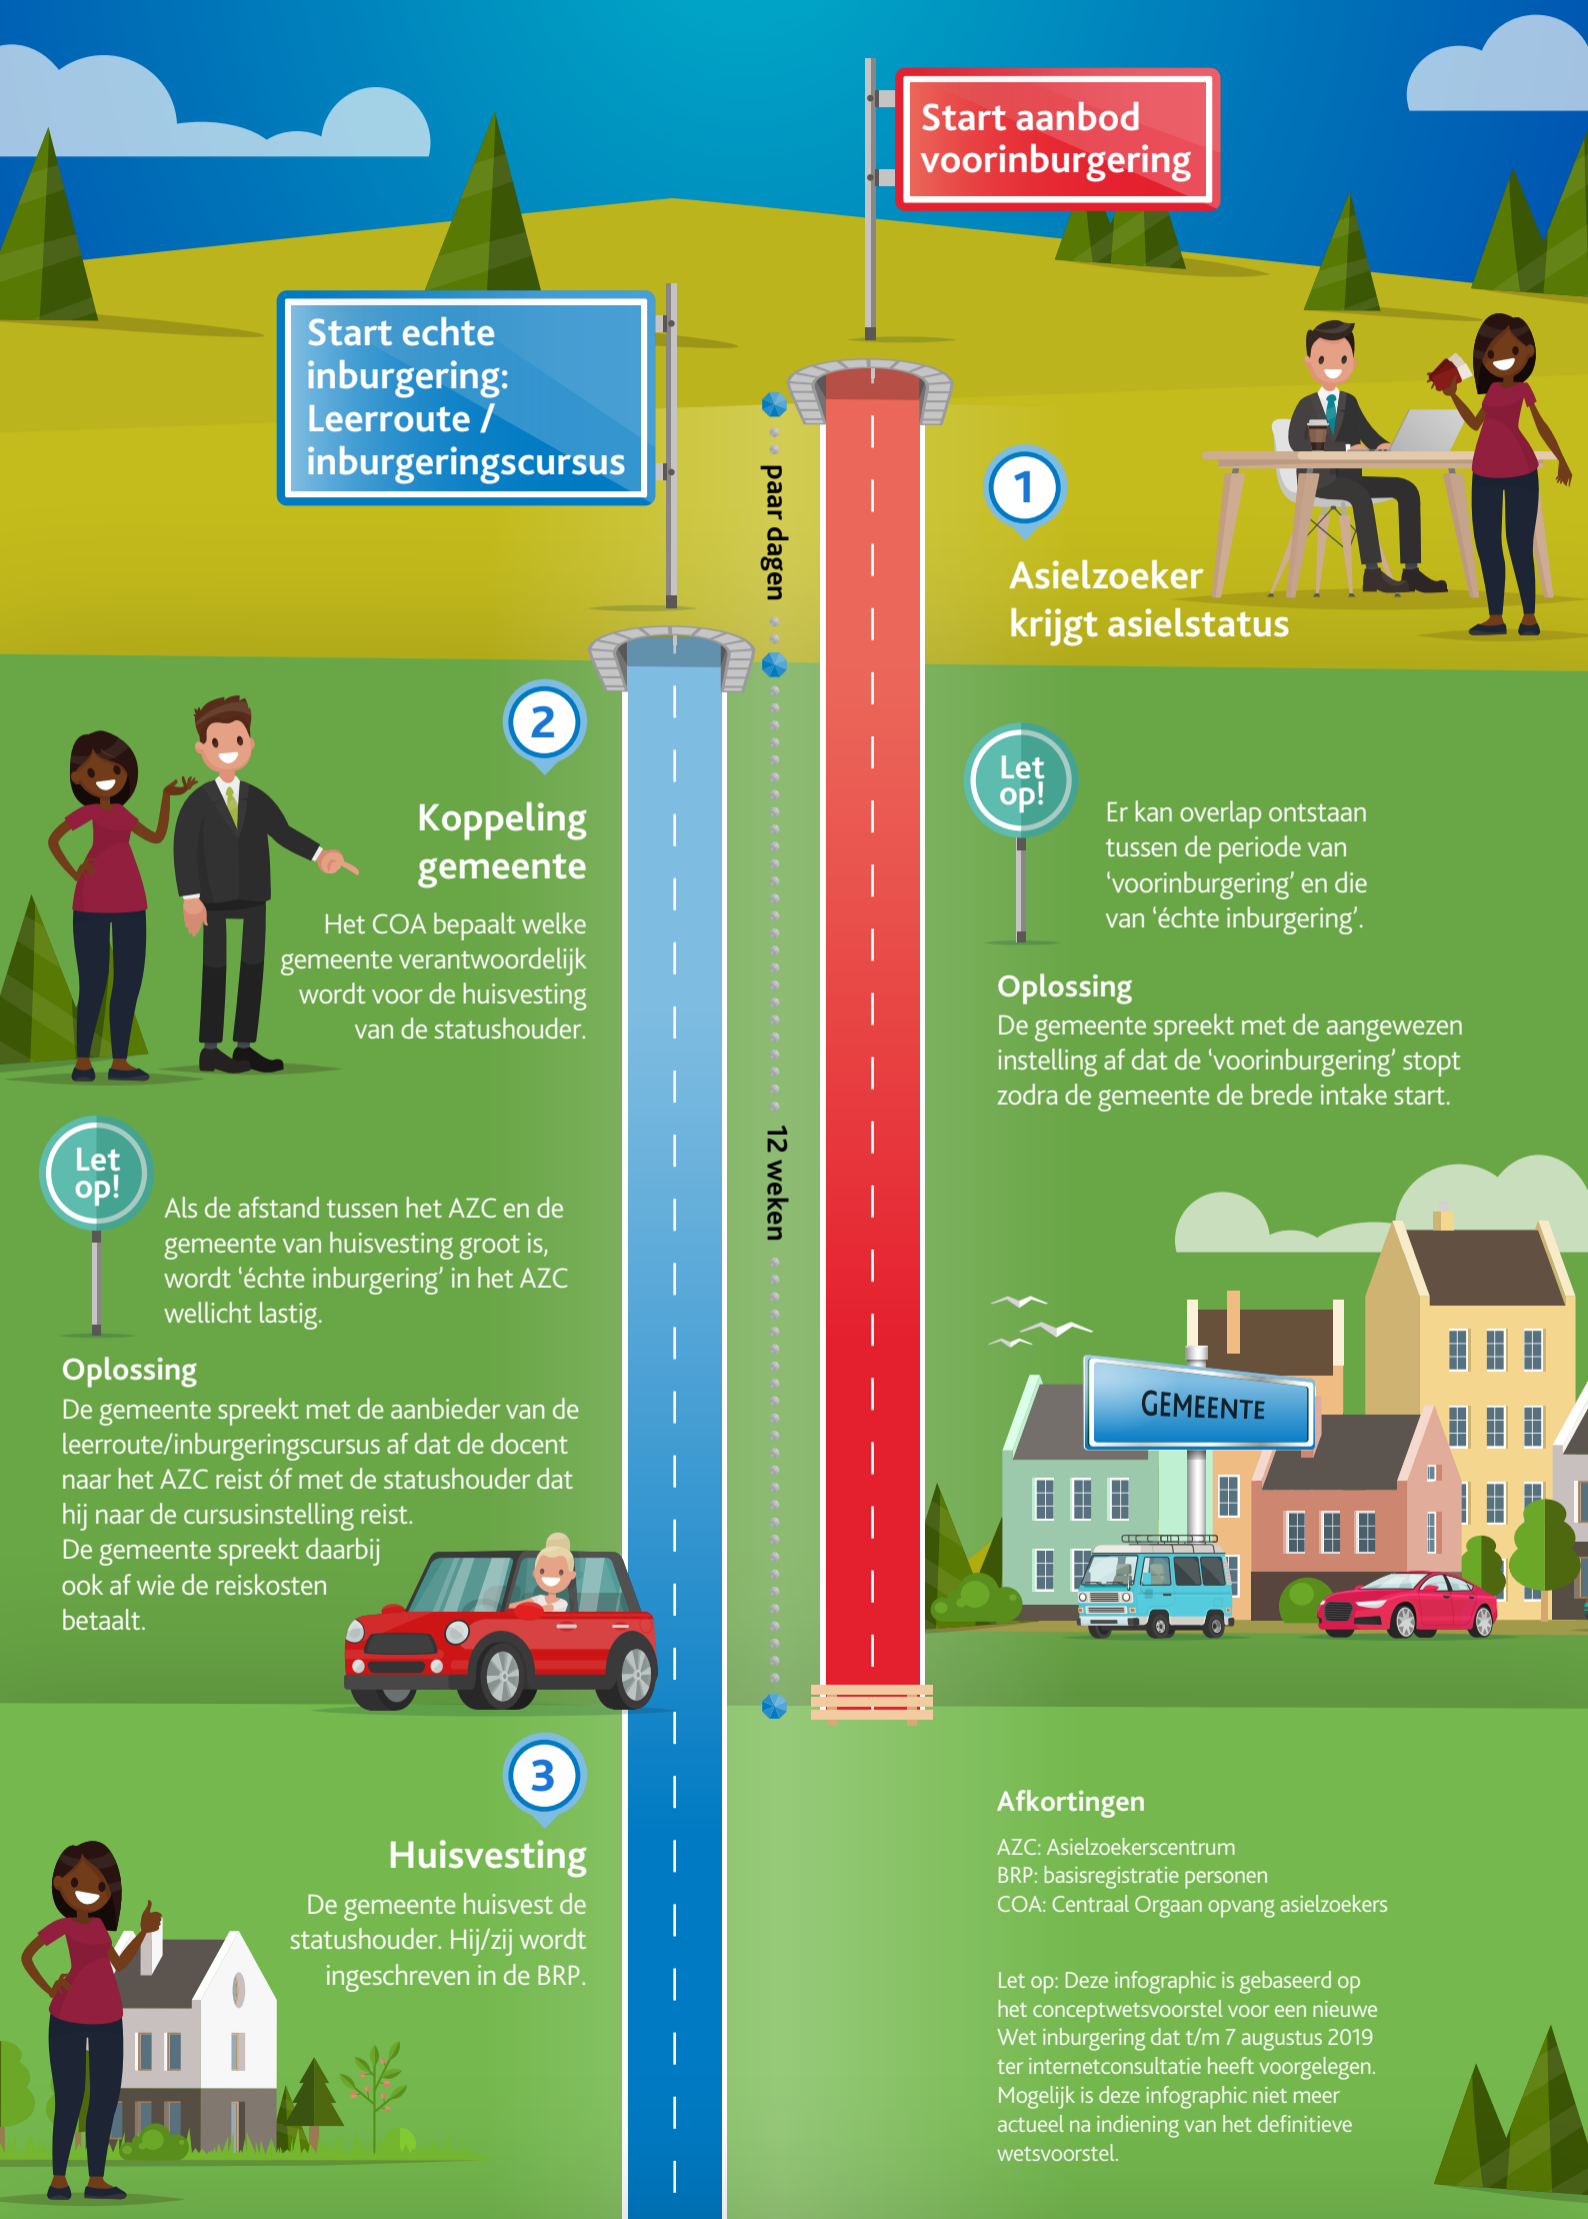 Start aanbod
voorinburgering
Start echte
inburgering:
Leerroute /
inburgeringscursus
paar dagen
1
Asielzoeker
krijgt asielstatus
2
Koppeling
gemeente
Het COA bepaalt welke
gemeente verantwoordelijk
wordt voor de huisvesting
van de statushouder.
Let
op!
Er kan overlap ontstaan
tussen de periode van
‘voorinburgering’ en die
van ‘échte inburgering’.
Oplossing
De gemeente spreekt met de aangewezen
instelling af dat de ‘voorinburgering’ stopt
zodra de gemeente de brede intake start.
12 weken
Let
op!
Als de afstand tussen het AZC en de
gemeente van huisvesting groot is,
wordt ‘échte inburgering’ in het AZC
wellicht lastig.
Oplossing
De gemeente spreekt met de aanbieder van de
leerroute/inburgeringscursus af dat de docent
naar het AZC reist óf met de statushouder dat
hij naar de cursusinstelling reist.
De gemeente spreekt daarbij
ook af wie de reiskosten
betaalt.
GEMEENTE
3
Huisvesting
De gemeente huisvest de
statushouder. Hij/zij wordt
ingeschreven in de BRP.
Afkortingen
AZC: Asielzoekerscentrum
BRP: basisregistratie personen
COA: Centraal Orgaan opvang asielzoekers
Let op: Deze infographic is gebaseerd op
het conceptwetsvoorstel voor een nieuwe
Wet inburgering dat t/m 7 augustus 2019
ter internetconsultatie heeft voorgelegen.
Mogelijk is deze infographic niet meer
actueel na indiening van het definitieve
wetsvoorstel.